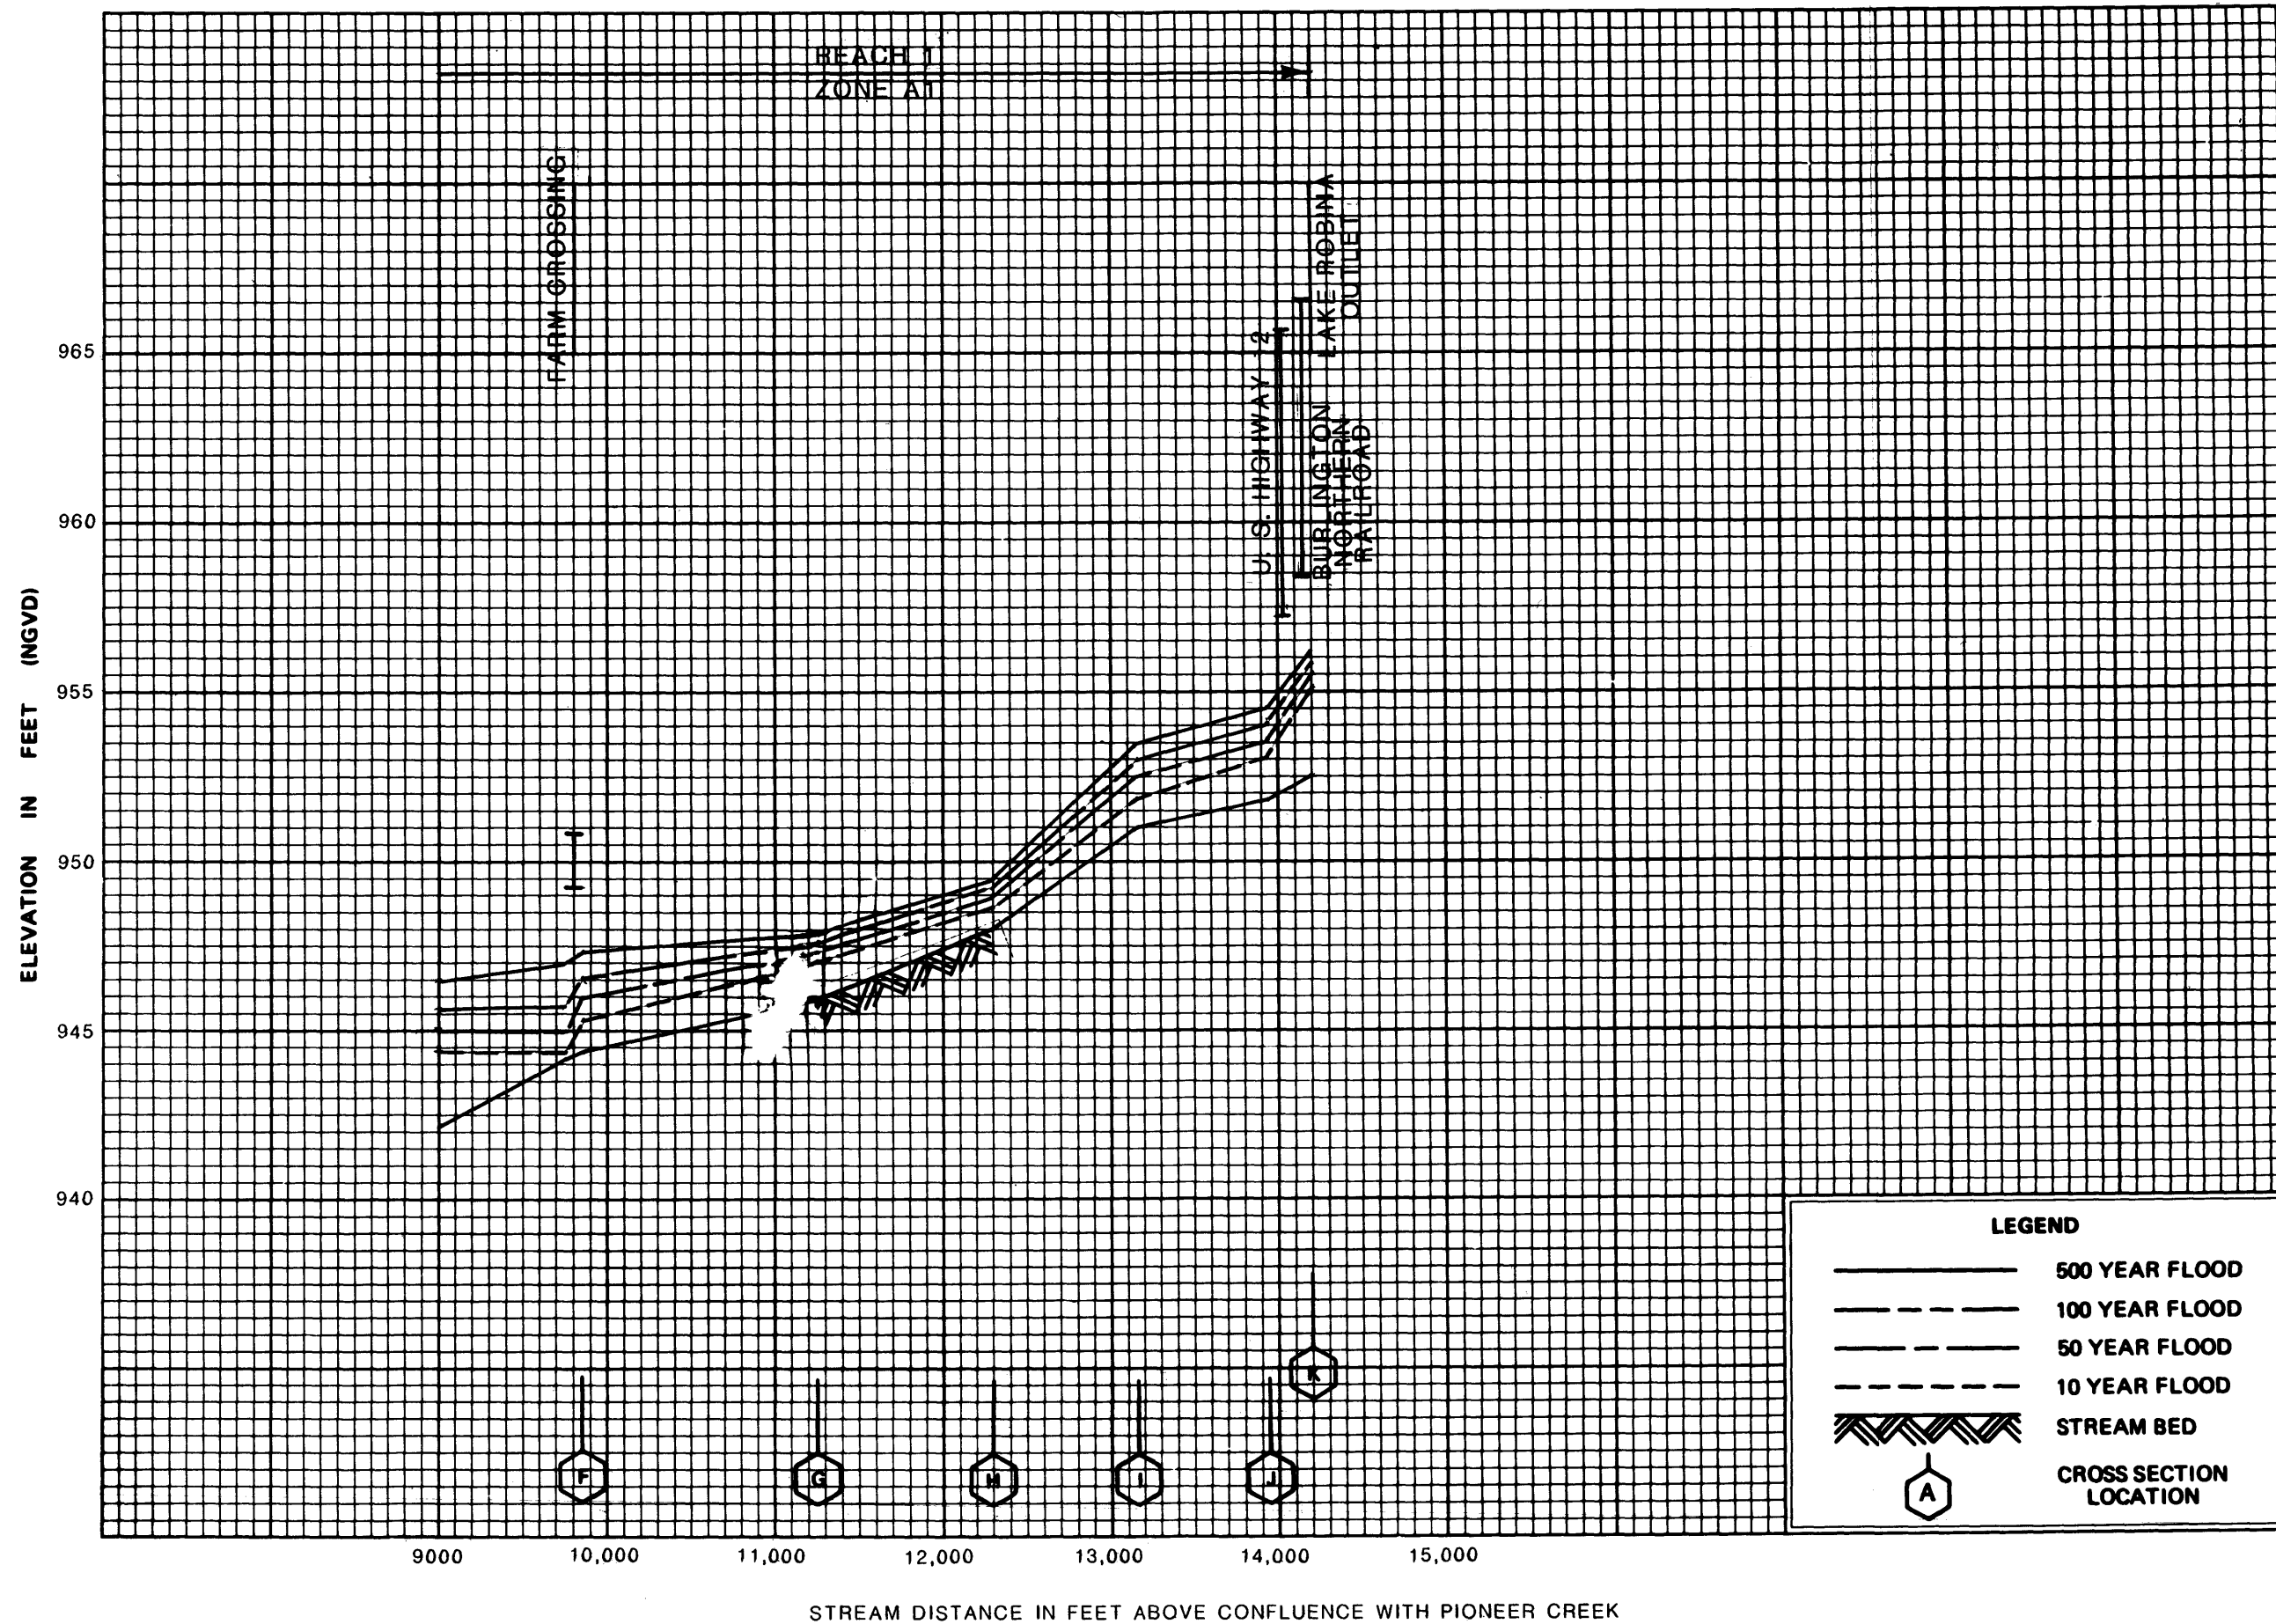 REACH 1
ZONE A1
FARM CROSSING
LAKE ROBINA
OUTLET
U. S. HIGHWAY 12
BURLINGTON
NORTHERN
RAILROAD
ELEVATION IN FEET (NGVD)
965
960
955
950
945
940
LEGEND
500 YEAR FLOOD
100 YEAR FLOOD
50 YEAR FLOOD
10 YEAR FLOOD
STREAM BED
A
CROSS SECTION
LOCATION
K
F
G
H
I
J
9000
10,000
11,000
12,000
13,000
14,000
15,000
STREAM DISTANCE IN FEET ABOVE CONFLUENCE WITH PIONEER CREEK